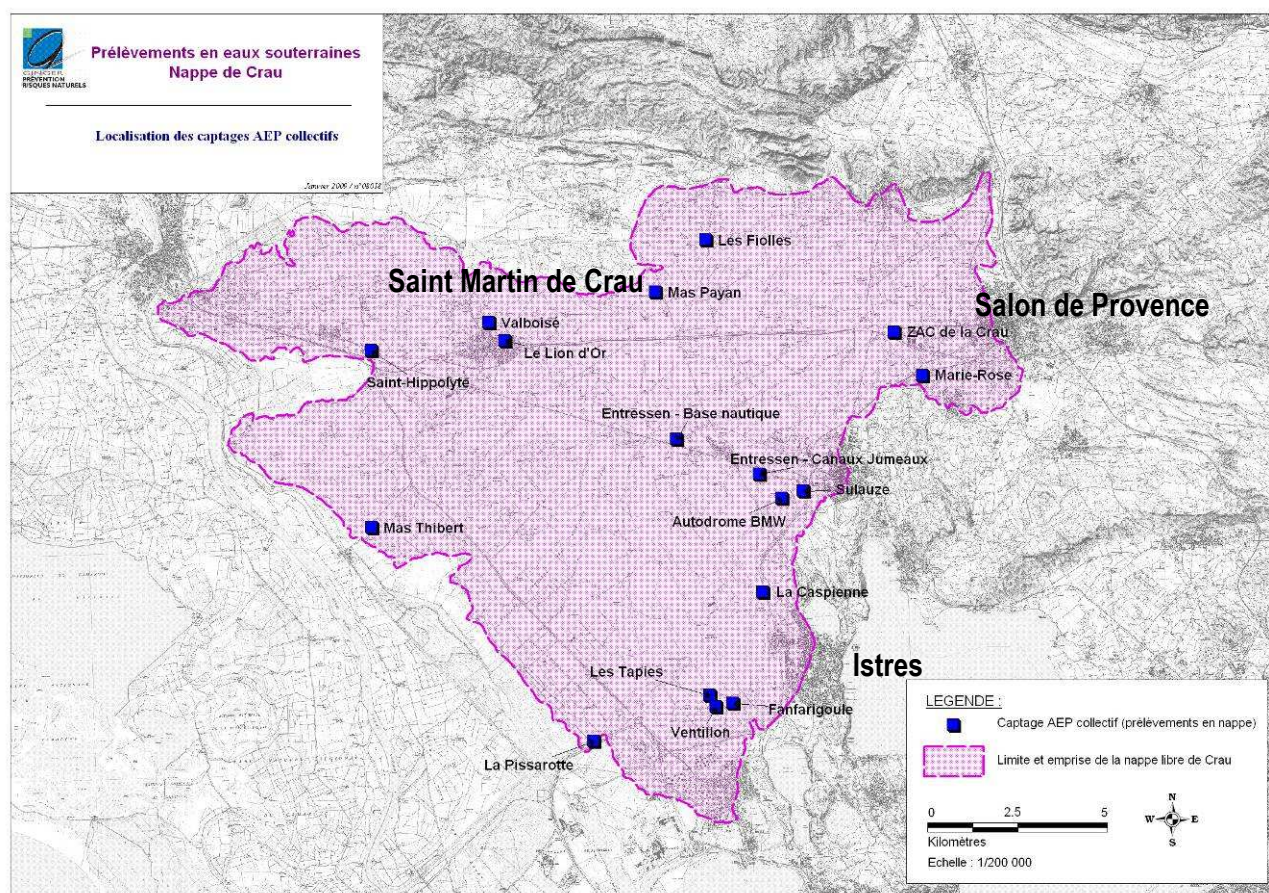 GINGER
PRÉVENTION
RISQUES NATURELS
Prélèvements en eaux souterraines
Nappe de Crau
Localisation des captages AEP collectifs
Janvier 2009 / n°08038
Les Fiolles
Saint Martin de Crau
Mas Payan
Salon de Provence
Valboisé
ZAC de la Crau
Le Lion d'Or
Saint-Hippolyte
Marie-Rose
Entressen - Base nautique
Entressen - Canaux Jumeaux
Sulauze
Autodrome BMW
Mas Thibert
La Caspienne
Istres
Les Tapies
Fanfarigoule
Ventillon
La Pissarotte
LEGENDE :
Captage AEP collectif (prélèvements en nappe)
Limite et emprise de la nappe libre de Crau
0 2.5 5
Kilomètres
Echelle : 1/200 000
N
W E
S